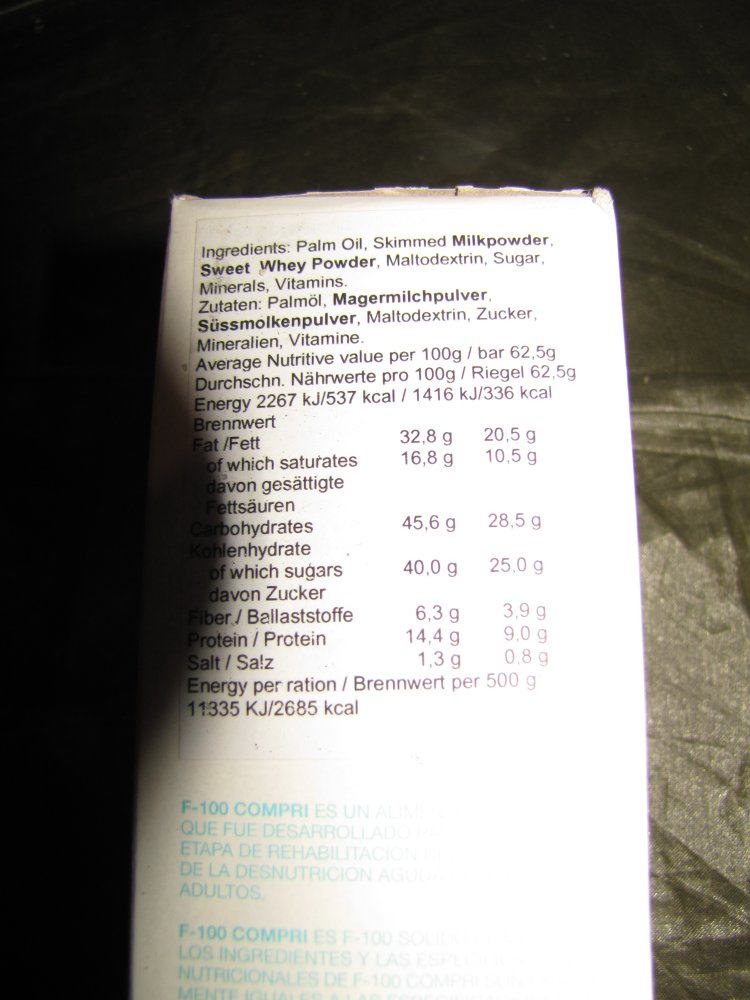 Ingredients: Palm Oil, Skimmed Milkpowder,
Sweet Whey Powder, Maltodextrin, Sugar,
Minerals, Vitamins.
Zutaten: Palmöl, Magermilchpulver,
Süssmolkenpulver, Maltodextrin, Zucker,
Mineralien, Vitamine.
Average Nutritive value per 100g / bar 62,5g
Durchschn. Nährwerte pro 100g / Riegel 62,5g
Energy 2267 kJ/537 kcal / 1416 kJ/336 kcal
Brennwert
Fat /Fett 32,8 g 20,5 g
of which saturates 16,8 g 10,5 g
davon gesättigte
Fettsäuren
Carbohydrates 45,6 g 28,5 g
Kohlenhydrate
of which sugars 40,0 g 25,0 g
davon Zucker
Fiber / Ballaststoffe 6,3 g 3,9 g
Protein / Protein 14,4 g 9,0 g
Salt / Salz 1,3 g 0,8 g
Energy per ration / Brennwert per 500 g
11335 KJ/2685 kcal
F-100 COMPRI ES UN
QUE FUE DESARROLLADO
ETAPA DE REHABILITACION
DE LA DESNUTRICION
ADULTOS.
F-100 COMPRI ES F-100
LOS INGREDIENTES Y LAS
NUTRICIONALES DE F-100 COMPRI
MENTE IGUALES A LAS